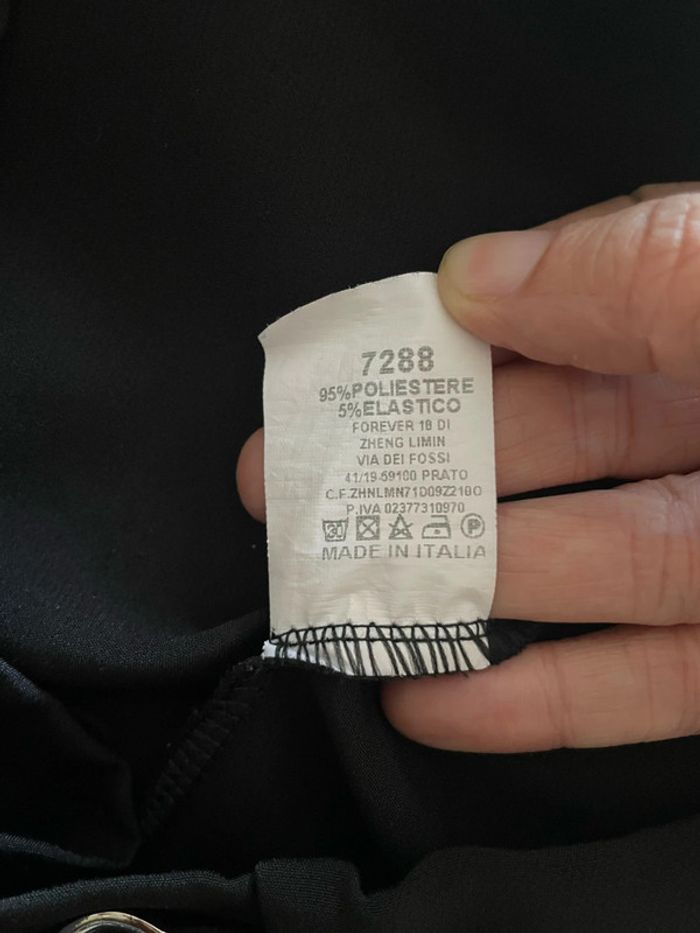 7288
95%POLIESTERE
5%ELASTICO
FOREVER 18 DI
ZHENG LIMIN
VIA DEI FOSSI
41/19-59100 PRATO
C.F.ZHNLMN71D09Z210O
P.IVA 02377310970
30 P
MADE IN ITALIA